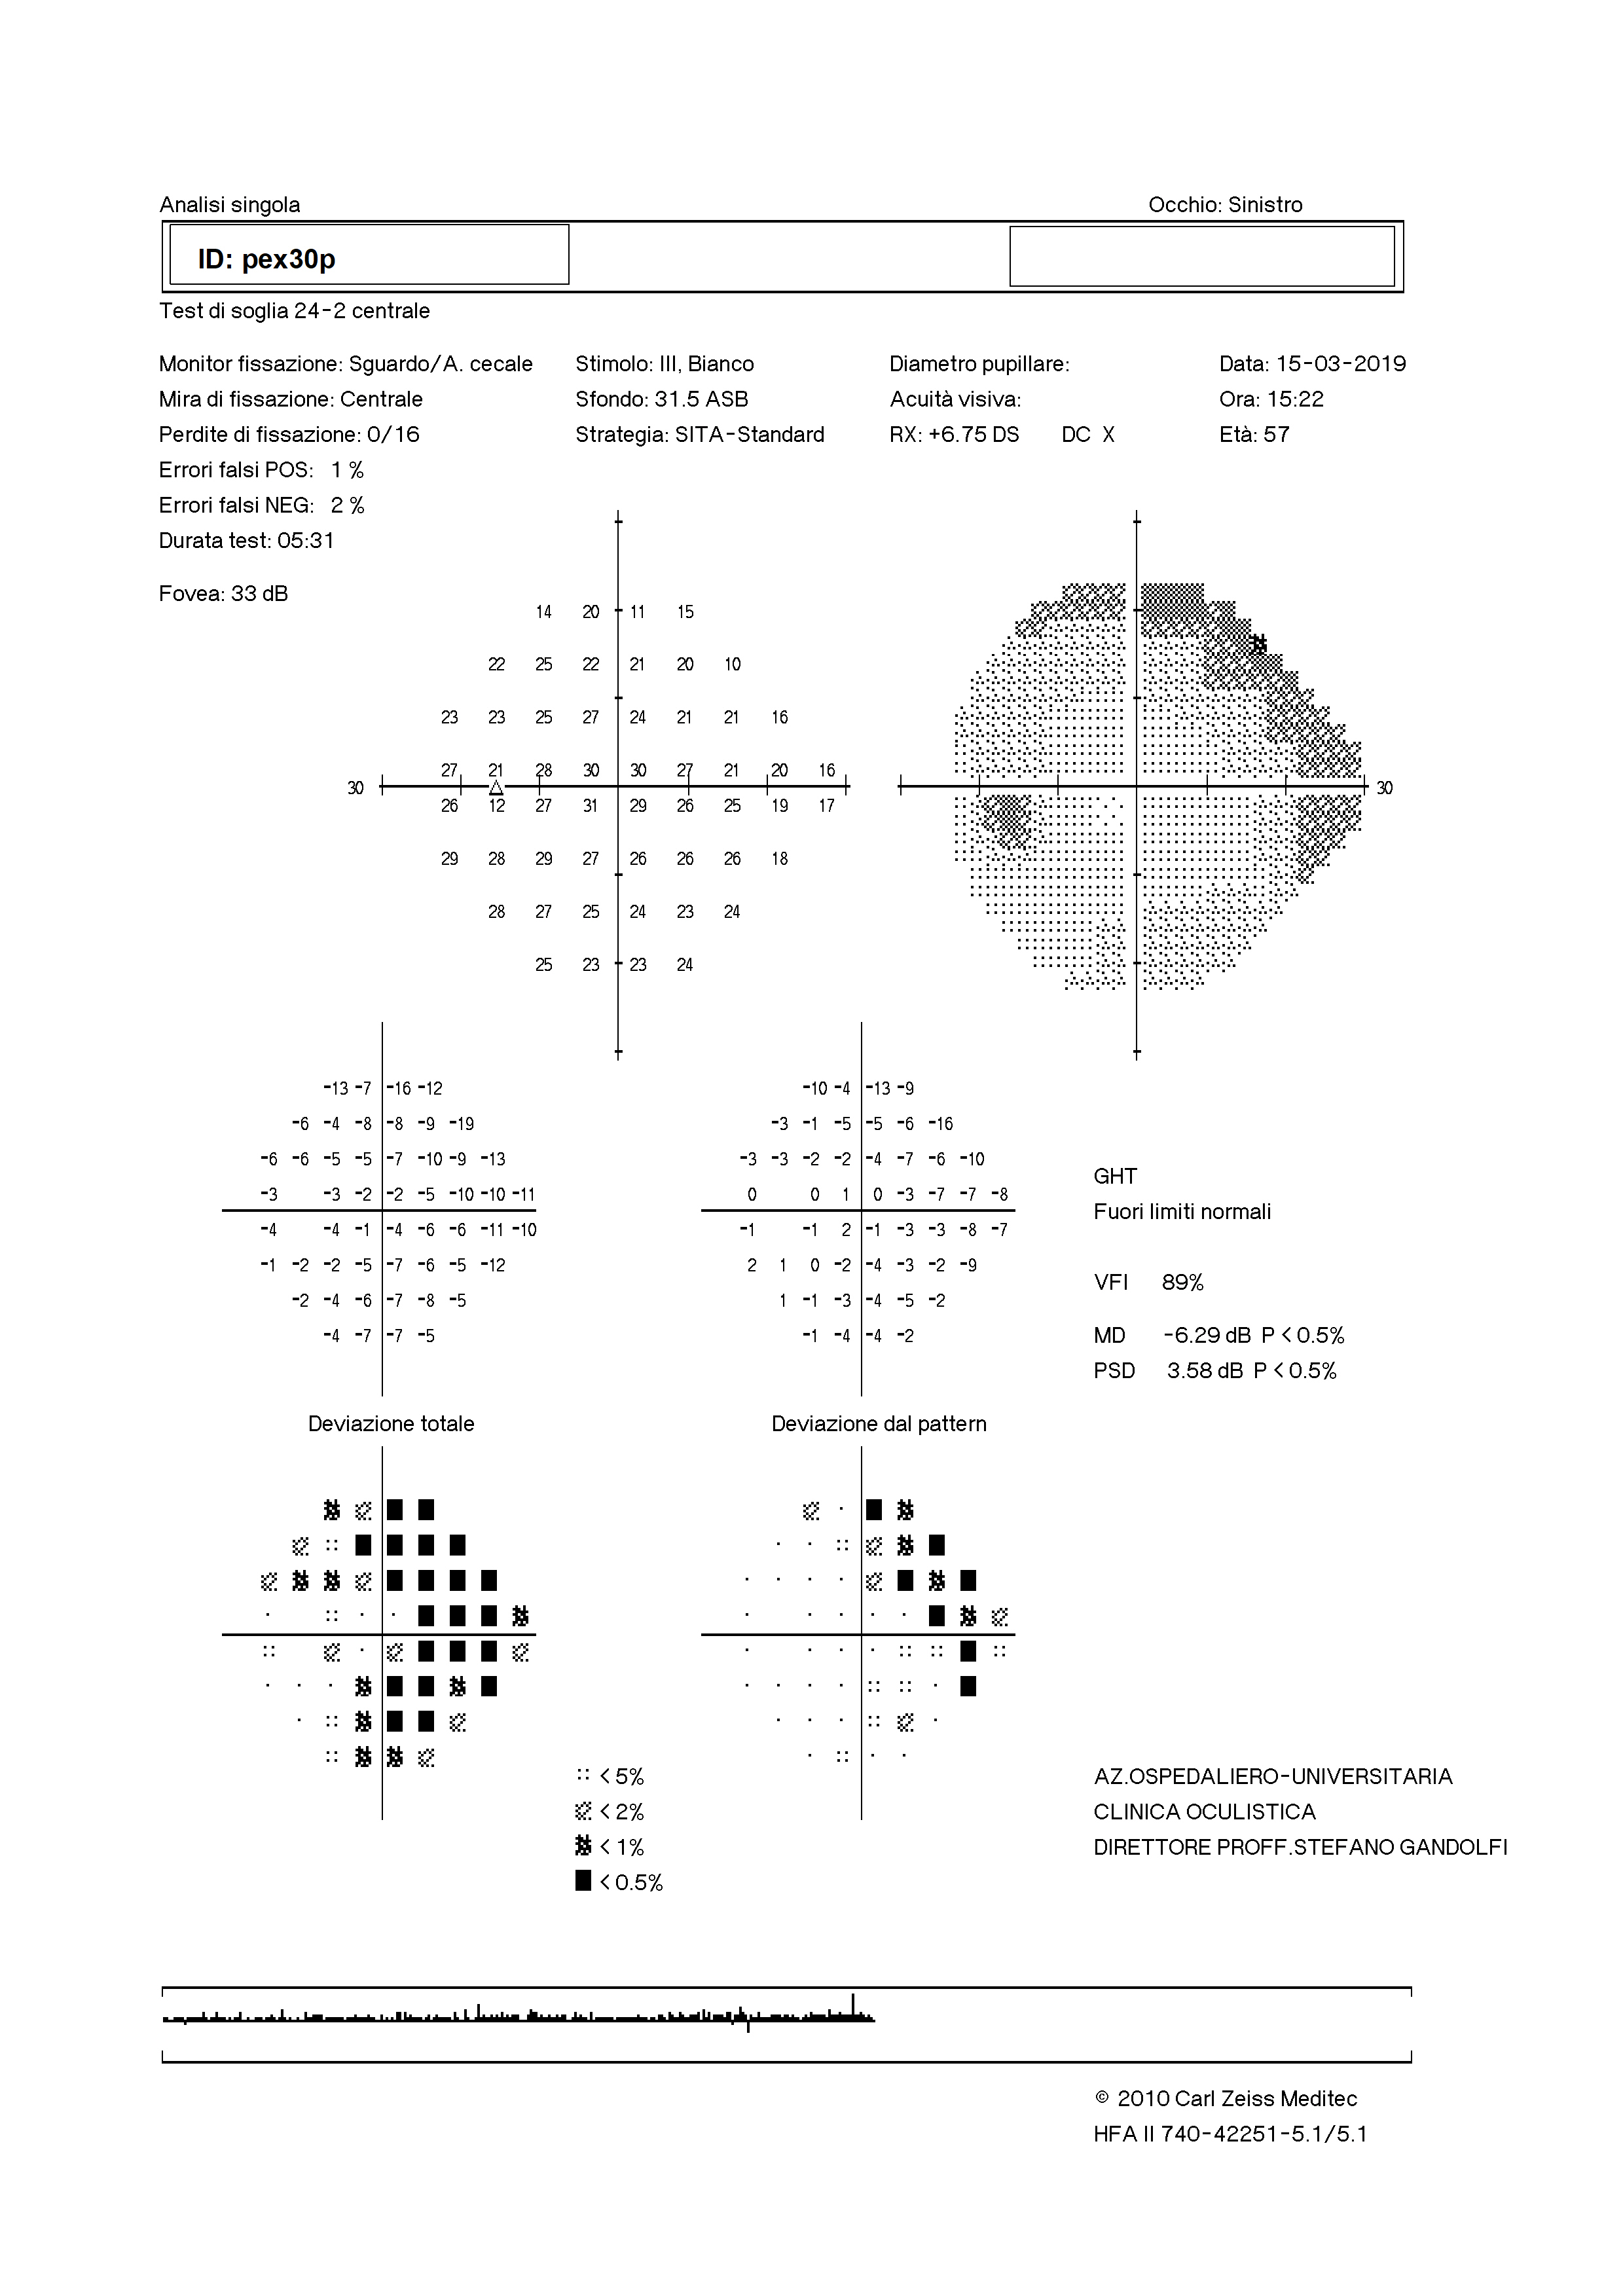 Analisi singola Occhio: Sinistro
ID: pex30p
Test di soglia 24-2 centrale
Monitor fissazione: Sguardo/A. cecale Stimolo: III, Bianco Diametro pupillare: Data: 15-03-2019
Mira di fissazione: Centrale Sfondo: 31.5 ASB Acuità visiva: Ora: 15:22
Perdite di fissazione: 0/16 Strategia: SITA-Standard RX: +6.75 DS DC X Età: 57
Errori falsi POS: 1 %
Errori falsi NEG: 2 %
Durata test: 05:31
Fovea: 33 dB
14 20 11 15
22 25 22 21 20 10
23 23 25 27 24 21 21 16
27 21 28 30 30 27 21 20 16
30 30
26 12 27 31 29 26 25 19 17
29 28 29 27 26 26 26 18
28 27 25 24 23 24
25 23 23 24
-13 -7 -16 -12 -10 -4 -13 -9
-6 -4 -8 -8 -9 -19 -3 -1 -5 -5 -6 -16
-6 -6 -5 -5 -7 -10 -9 -13 -3 -3 -2 -2 -4 -7 -6 -10
-3 -3 -2 -2 -5 -10 -10 -11 0 0 1 0 -3 -7 -7 -8
-4 -4 -1 -4 -6 -6 -11 -10 -1 -1 2 -1 -3 -3 -8 -7
-1 -2 -2 -5 -7 -6 -5 -12 2 1 0 -2 -4 -3 -2 -9
-2 -4 -6 -7 -8 -5 1 -1 -3 -4 -5 -2
-4 -7 -7 -5 -1 -4 -4 -2
GHT
Fuori limiti normali
VFI 89%
MD -6.29 dB P < 0.5%
PSD 3.58 dB P < 0.5%
Deviazione totale Deviazione dal pattern
< 5%
< 2%
< 1%
< 0.5%
AZ.OSPEDALIERO-UNIVERSITARIA
CLINICA OCULISTICA
DIRETTORE PROFF.STEFANO GANDOLFI
© 2010 Carl Zeiss Meditec
HFA II 740-42251-5.1/5.1